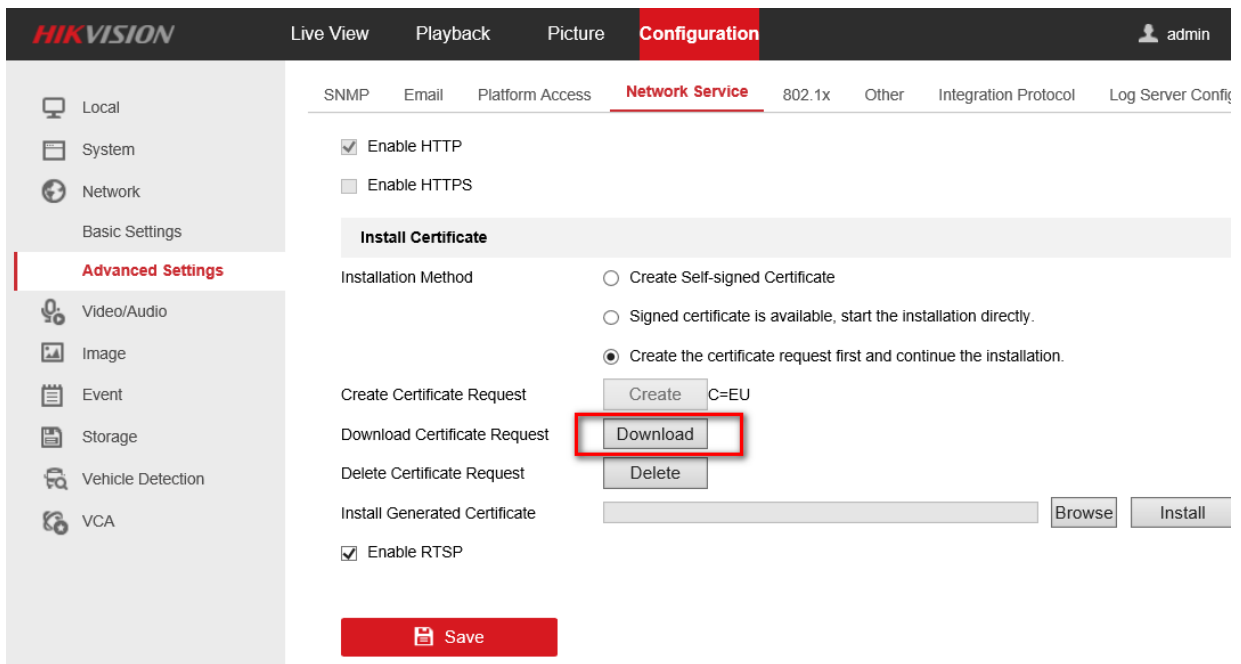 HIKVISION Live View Playback Picture Configuration admin
SNMP Email Platform Access Network Service 802.1x Other Integration Protocol Log Server Config
Local
System
Network
Basic Settings
Advanced Settings
Video/Audio
Image
Event
Storage
Vehicle Detection
VCA
Enable HTTP
Enable HTTPS
Install Certificate
Installation Method Create Self-signed Certificate
Signed certificate is available, start the installation directly.
Create the certificate request first and continue the installation.
Create Certificate Request Create C=EU
Download Certificate Request Download
Delete Certificate Request Delete
Install Generated Certificate Browse Install
Enable RTSP
Save